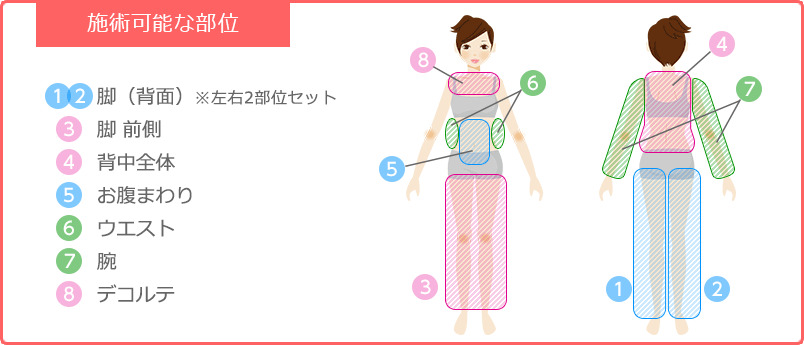 施術可能な部位
1 2 脚（背面）※左右2部位セット
3 脚 前側
4 背中全体
5 お腹まわり
6 ウエスト
7 腕
8 デコルテ
8
6
5
3
4
7
1
2